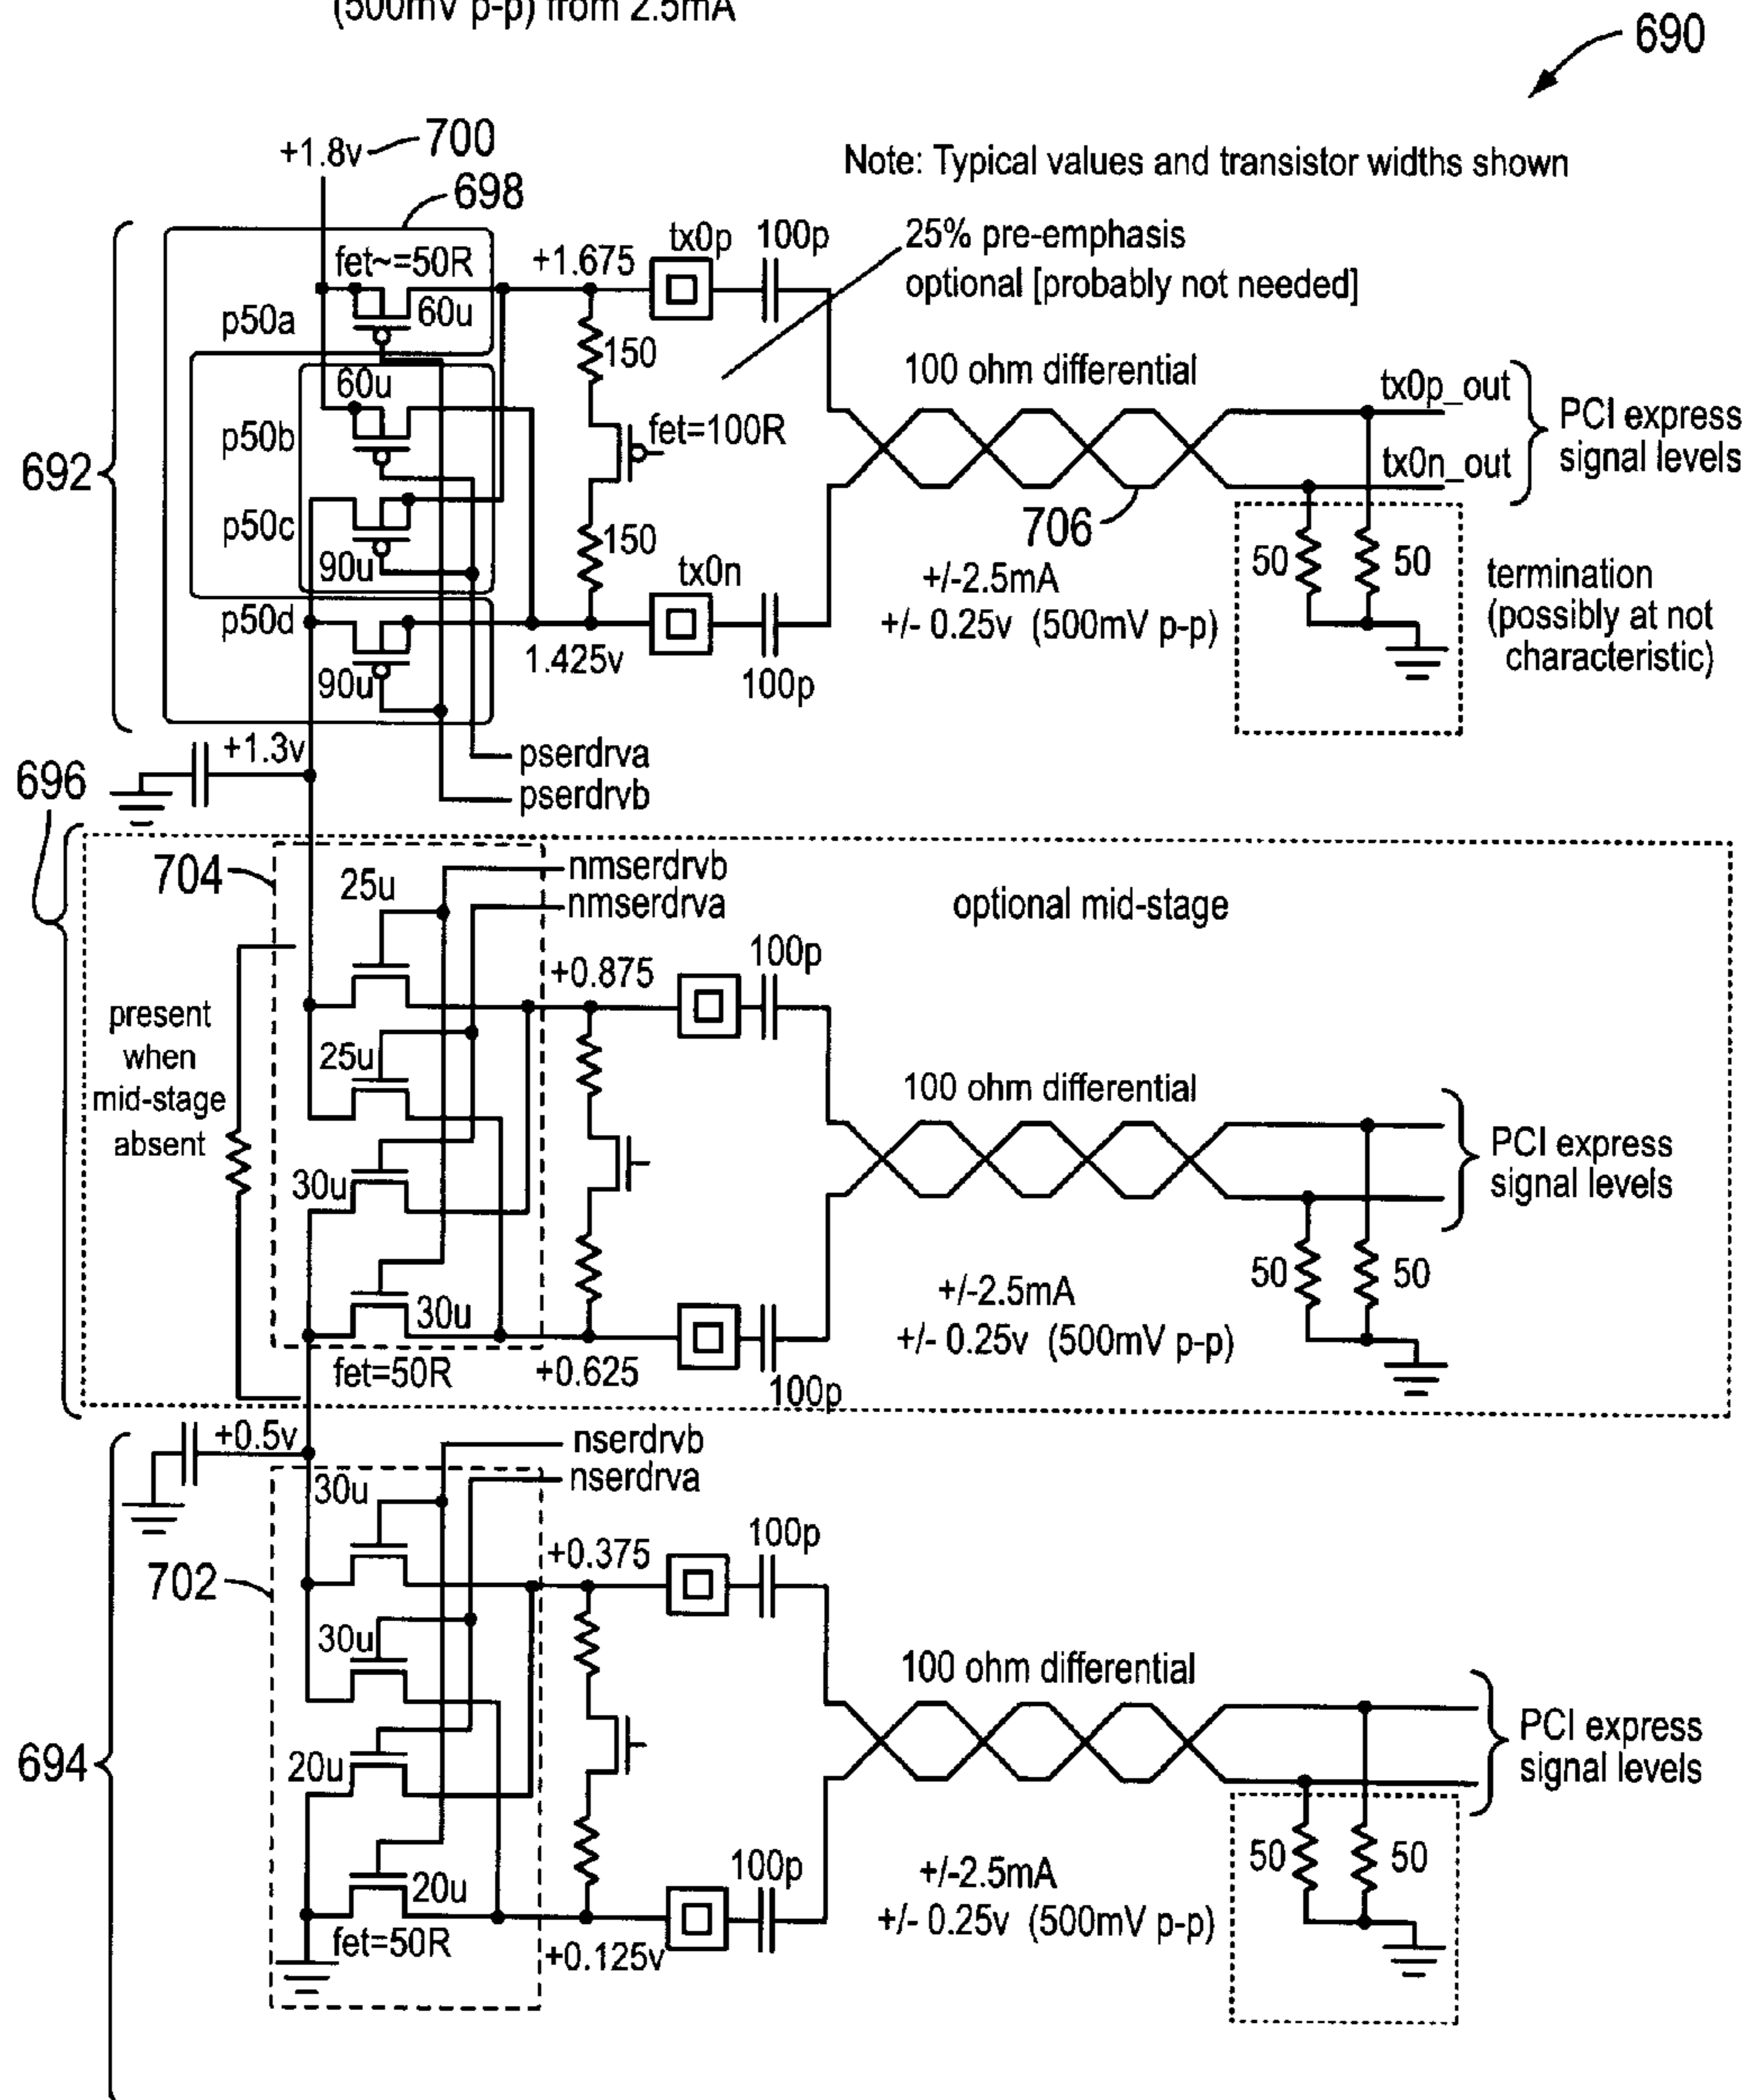 (500mV p-p) from 2.5mA
690
+1.8v
700
698
Note: Typical values and transistor widths shown
692
fet~=50R
+1.675
tx0p
100p
25% pre-emphasis
optional [probably not needed]
p50a
60u
60u
150
p50b
fet=100R
100 ohm differential
tx0p_out
tx0n_out
PCI express
signal levels
p50c
90u
150
706
50
50
tx0n
+/-2.5mA
+/- 0.25v (500mV p-p)
termination
(possibly at not
characteristic)
p50d
90u
1.425v
100p
+1.3v
pserdrva
pserdrvb
696
704
25u
nmserdrvb
nmserdrva
optional mid-stage
+0.875
100p
present
when
mid-stage
absent
25u
100 ohm differential
PCI express
signal levels
30u
50
50
30u
+/-2.5mA
+/- 0.25v (500mV p-p)
fet=50R
+0.625
100p
+0.5v
nserdrvb
nserdrva
30u
702
+0.375
100p
30u
100 ohm differential
PCI express
signal levels
694
20u
50
50
20u
100p
+/-2.5mA
+/- 0.25v (500mV p-p)
fet=50R
+0.125v